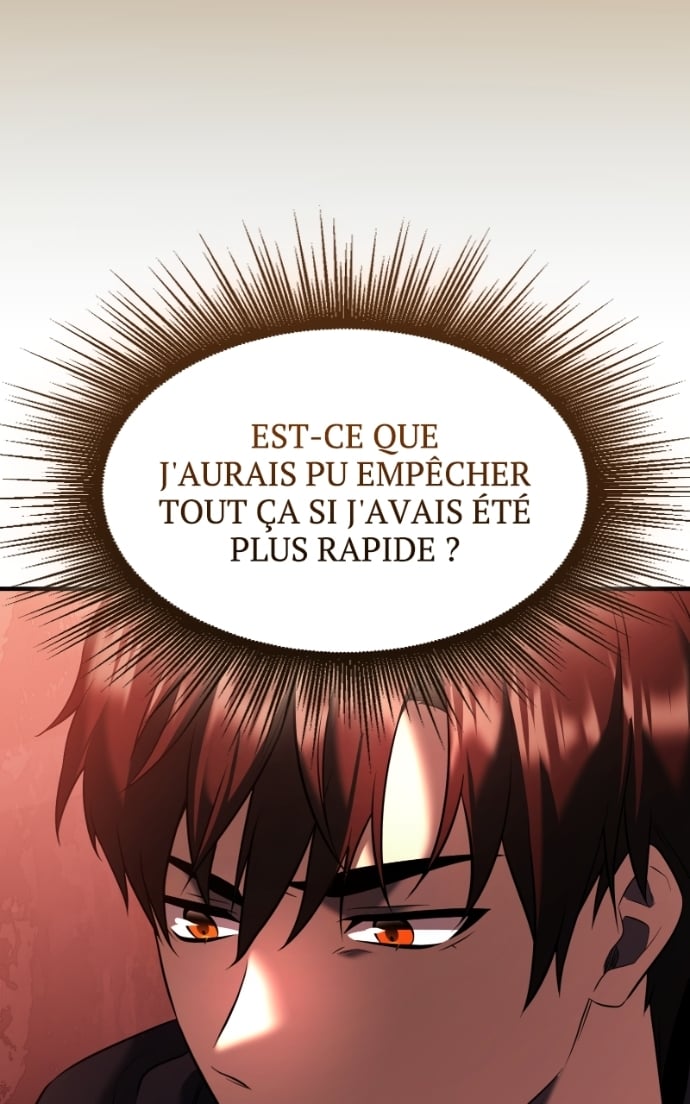 EST-CE QUE
J'AURAIS PU EMPÊCHER
TOUT ÇA SI J'AVAIS ÉTÉ
PLUS RAPIDE ?